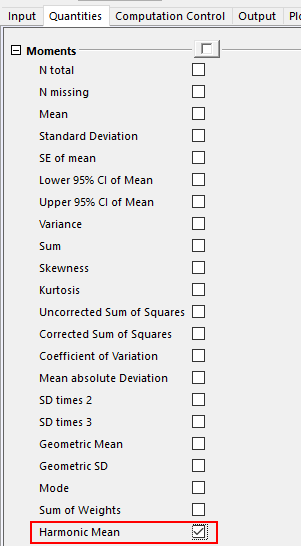 Input Quantities Computation Control Output Plo
Moments
N total
N missing
Mean
Standard Deviation
SE of mean
Lower 95% CI of Mean
Upper 95% CI of Mean
Variance
Sum
Skewness
Kurtosis
Uncorrected Sum of Squares
Corrected Sum of Squares
Coefficient of Variation
Mean absolute Deviation
SD times 2
SD times 3
Geometric Mean
Geometric SD
Mode
Sum of Weights
Harmonic Mean